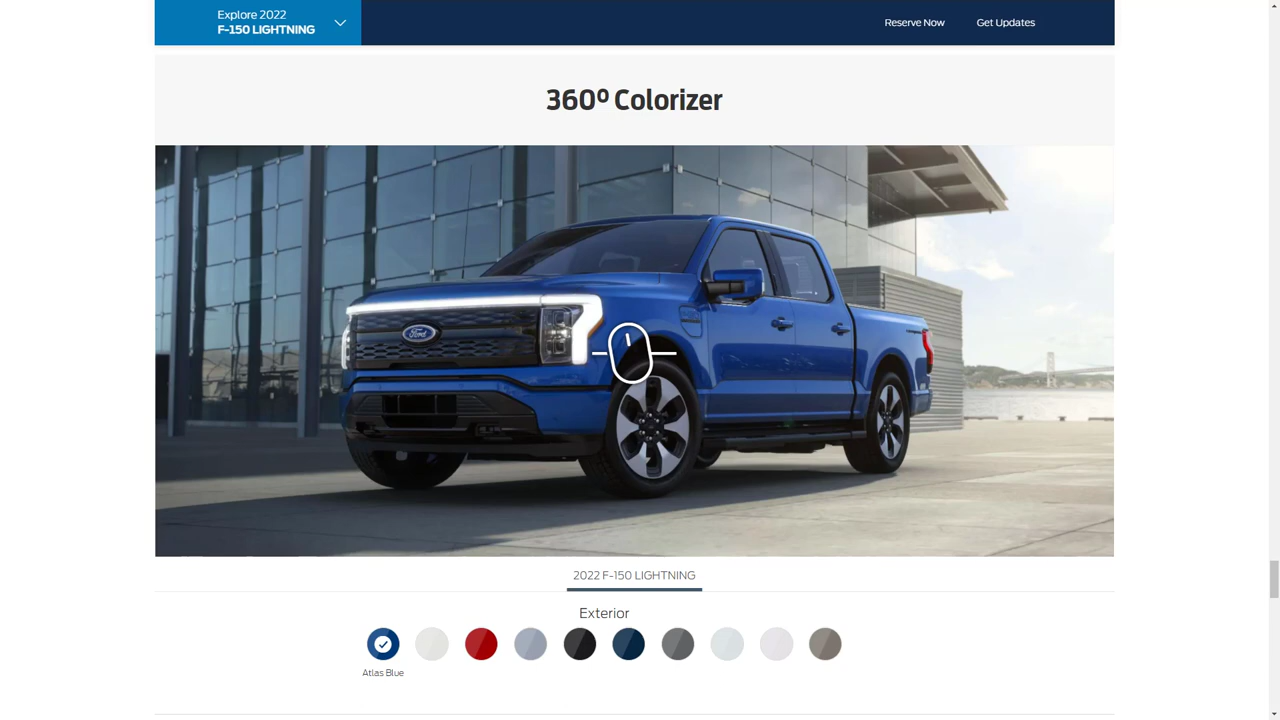 Explore 2022
F-150 LIGHTNING
Reserve Now
Get Updates
360º Colorizer
Ford
2022 F-150 LIGHTNING
Exterior
Atlas Blue